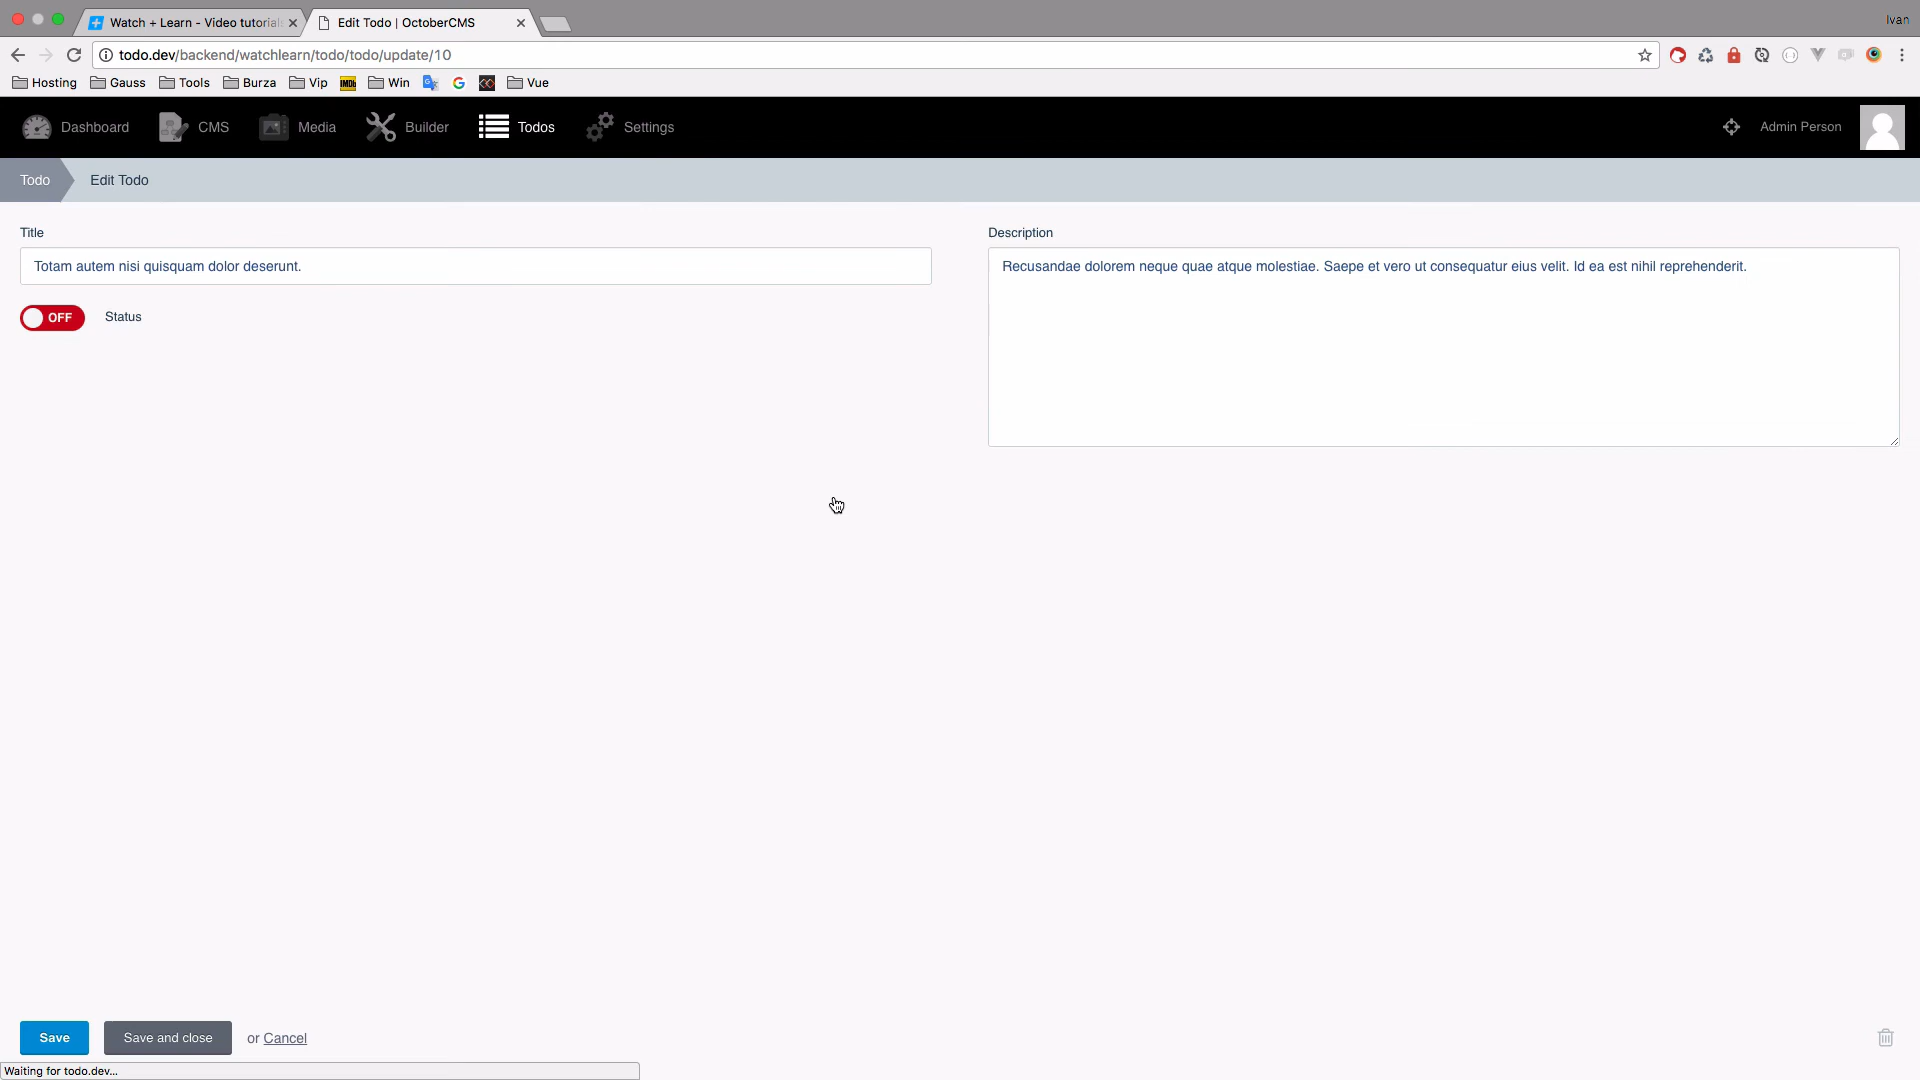 Watch + Learn - Video tutorial
Edit Todo | OctoberCMS
Ivan
todo.dev/backend/watchlearn/todo/todo/update/10
Hosting
Gauss
Tools
Burza
Vip
IMDb
Win
G
Vue
Dashboard
CMS
Media
Builder
Todos
Settings
Admin Person
Todo
Edit Todo
Title
Description
Totam autem nisi quisquam dolor deserunt.
Recusandae dolorem neque quae atque molestiae. Saepe et vero ut consequatur eius velit. Id ea est nihil reprehenderit.
OFF
Status
Save
Save and close
or Cancel
Waiting for todo.dev...